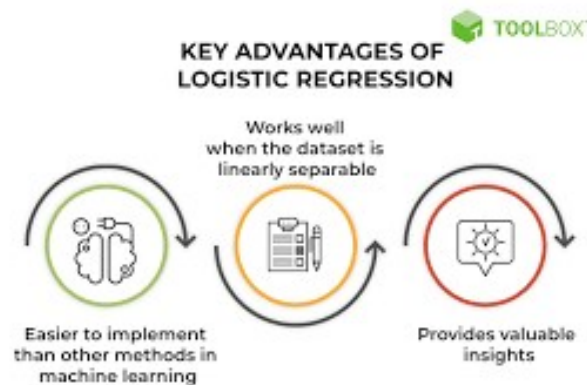 TOOLBOX
KEY ADVANTAGES OF
LOGISTIC REGRESSION
Works well
when the dataset is
linearly separable
Easier to implement
than other methods in
machine learning
Provides valuable
insights